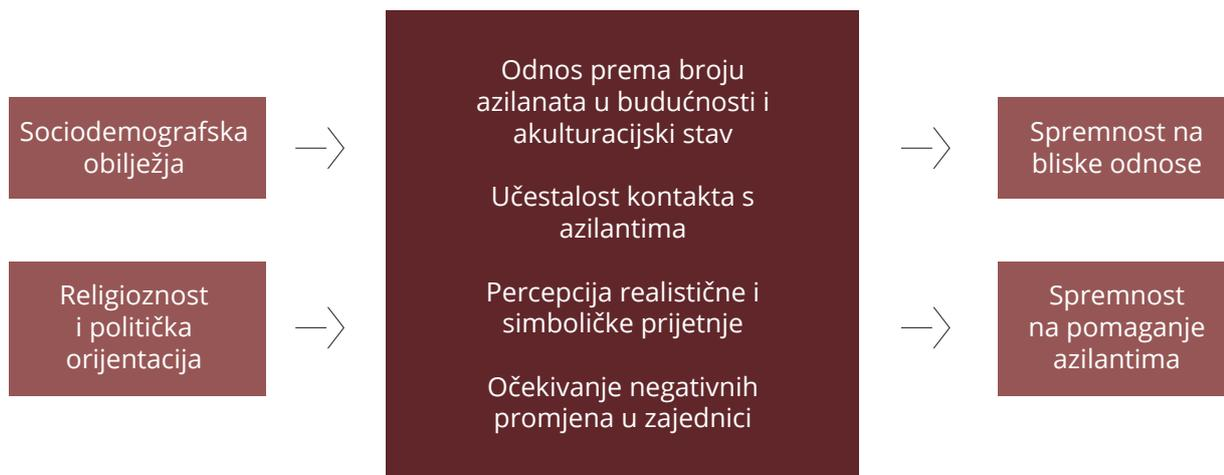 Sociodemografska
obilježja
Religioznost
i politička
orijentacija
Odnos prema broju
azilanata u budućnosti i
akulturacijski stav
Učestalost kontakta s
azilantima
Percepcija realistične i
simboličke prijetnje
Očekivanje negativnih
promjena u zajednici
Spremnost na
bliske odnose
Spremnost
na pomaganje
azilantima